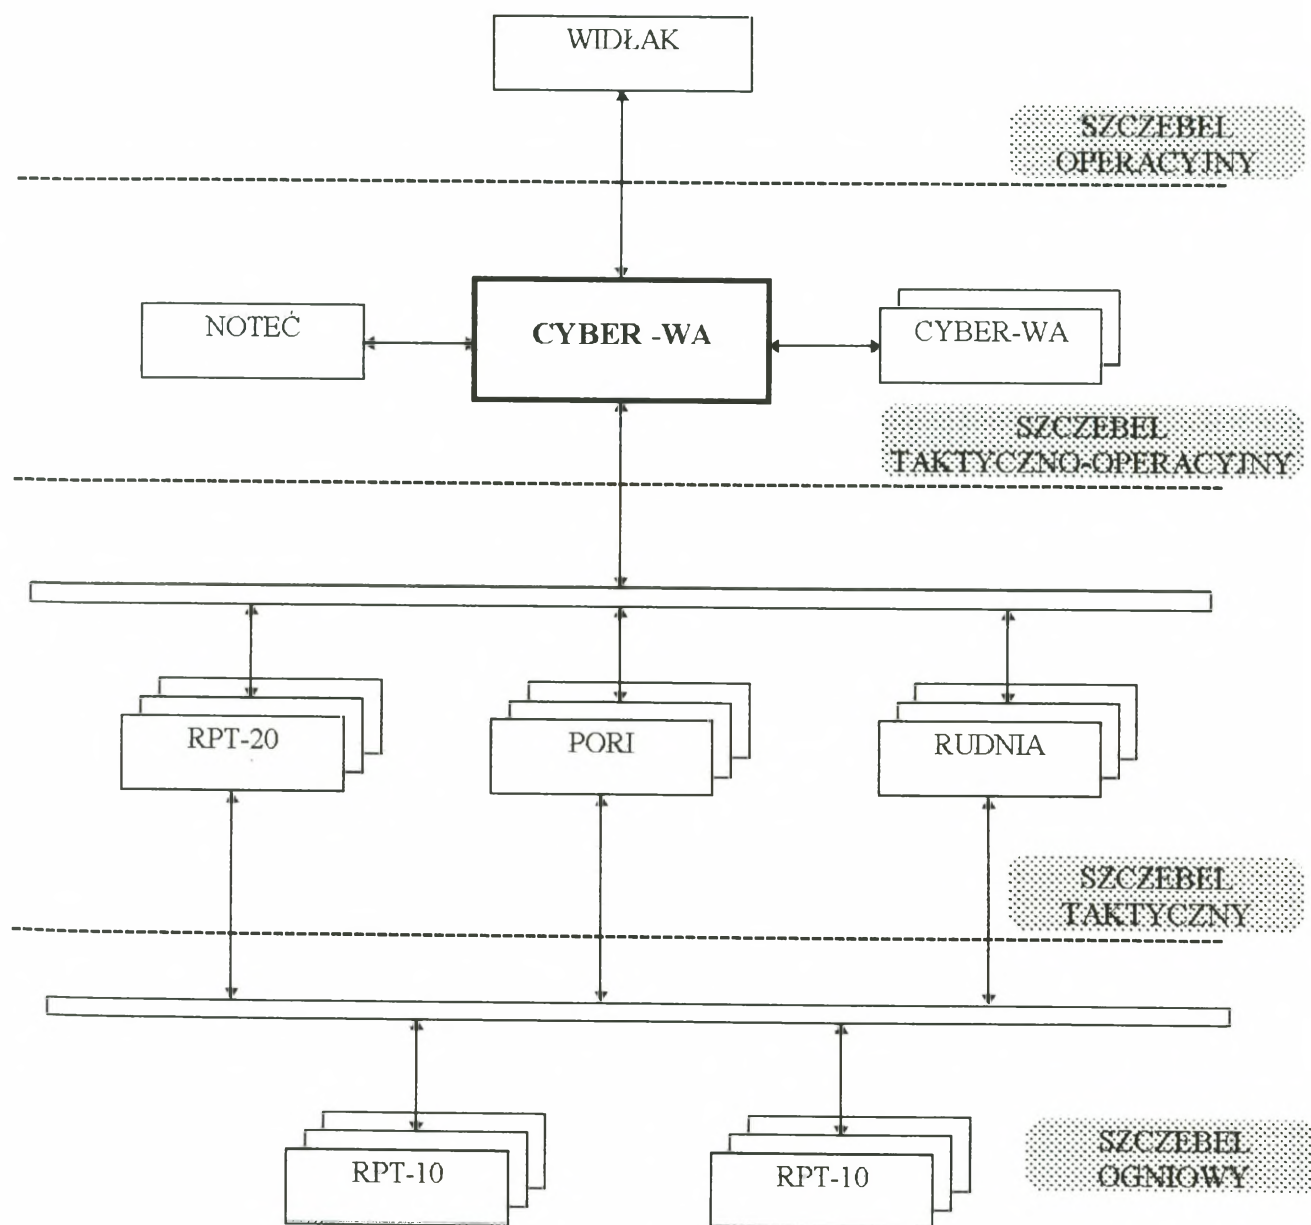 WIDŁAK
SZCZEBEL
OPERACYJNY
NOTEĆ
CYBER -WA
CYBER-WA
SZCZEBEL
TAKTYCZNO-OPERACYJNY
RPT-20
PORI
RUDNIA
SZCZEBEL
TAKTYCZNY
RPT-10
RPT-10
SZCZEBEL
OGNIOWY